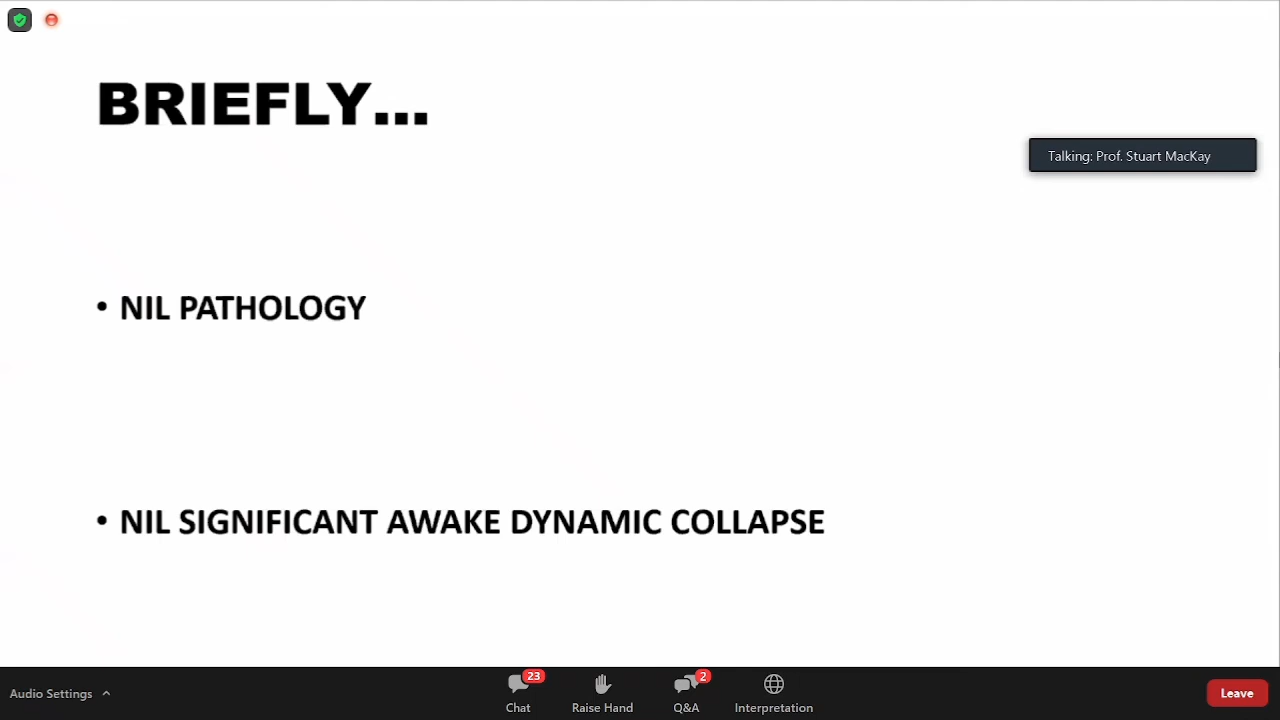 BRIEFLY...
Talking: Prof. Stuart MacKay
• NIL PATHOLOGY
• NIL SIGNIFICANT AWAKE DYNAMIC COLLAPSE
Audio Settings
23
Chat
Raise Hand
2
Q&A
Interpretation
Leave